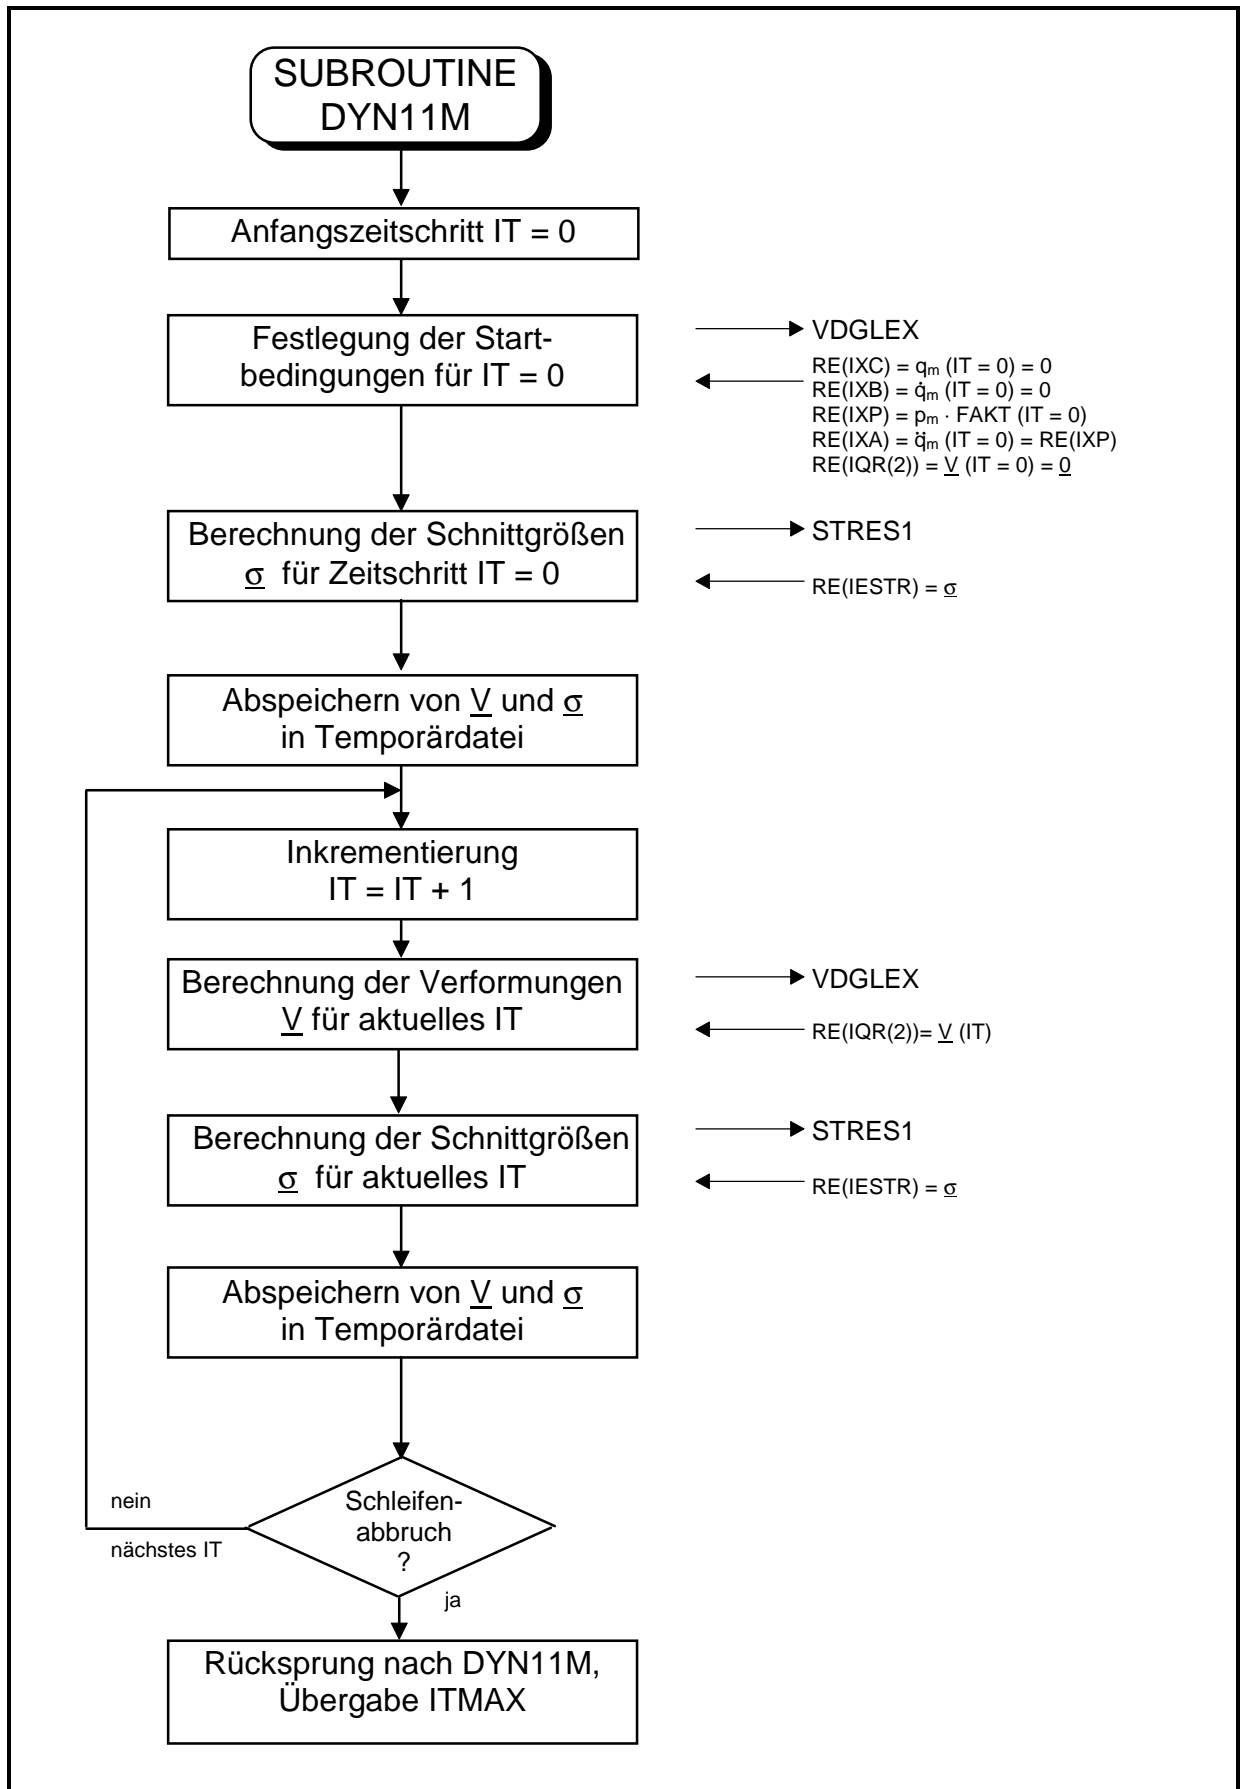 SUBROUTINE
DYN11M
Anfangszeitschritt IT = 0
Festlegung der Start-
bedingungen für IT = 0
VDGLEX
RE(IXC) = qm (IT = 0) = 0
RE(IXB) = q̇m (IT = 0) = 0
RE(IXP) = pm · FAKT (IT = 0)
RE(IXA) = q̈m (IT = 0) = RE(IXP)
RE(IQR(2)) = V (IT = 0) = 0
Berechnung der Schnittgrößen
σ für Zeitschritt IT = 0
STRES1
RE(IESTR) = σ
Abspeichern von V und σ
in Temporärdatei
Inkrementierung
IT = IT + 1
Berechnung der Verformungen
V für aktuelles IT
VDGLEX
RE(IQR(2))= V (IT)
Berechnung der Schnittgrößen
σ für aktuelles IT
STRES1
RE(IESTR) = σ
Abspeichern von V und σ
in Temporärdatei
nein
nächstes IT
Schleifen-
abbruch
?
ja
Rücksprung nach DYN11M,
Übergabe ITMAX